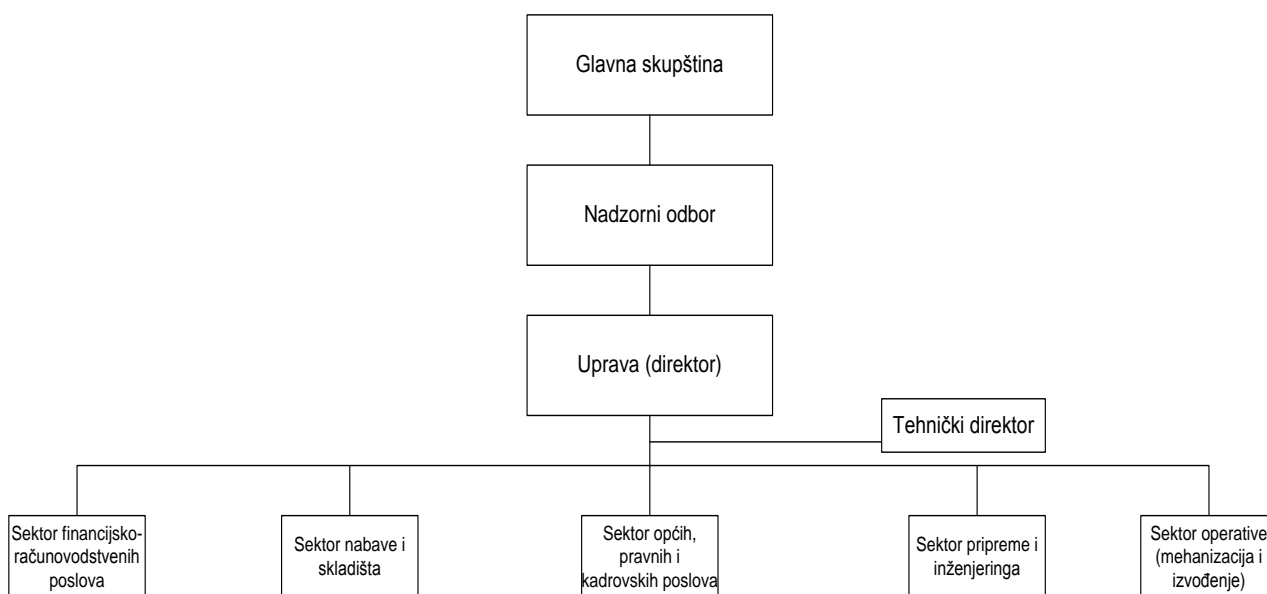 Glavna skupština
Nadzorni odbor
Uprava (direktor)
Tehnički direktor
Sektor financijsko-
računovodstvenih
poslova
Sektor nabave i
skladišta
Sektor općih,
pravnih i
kadrovskih poslova
Sektor pripreme i
inženjeringa
Sektor operative
(mehanizacija i
izvođenje)